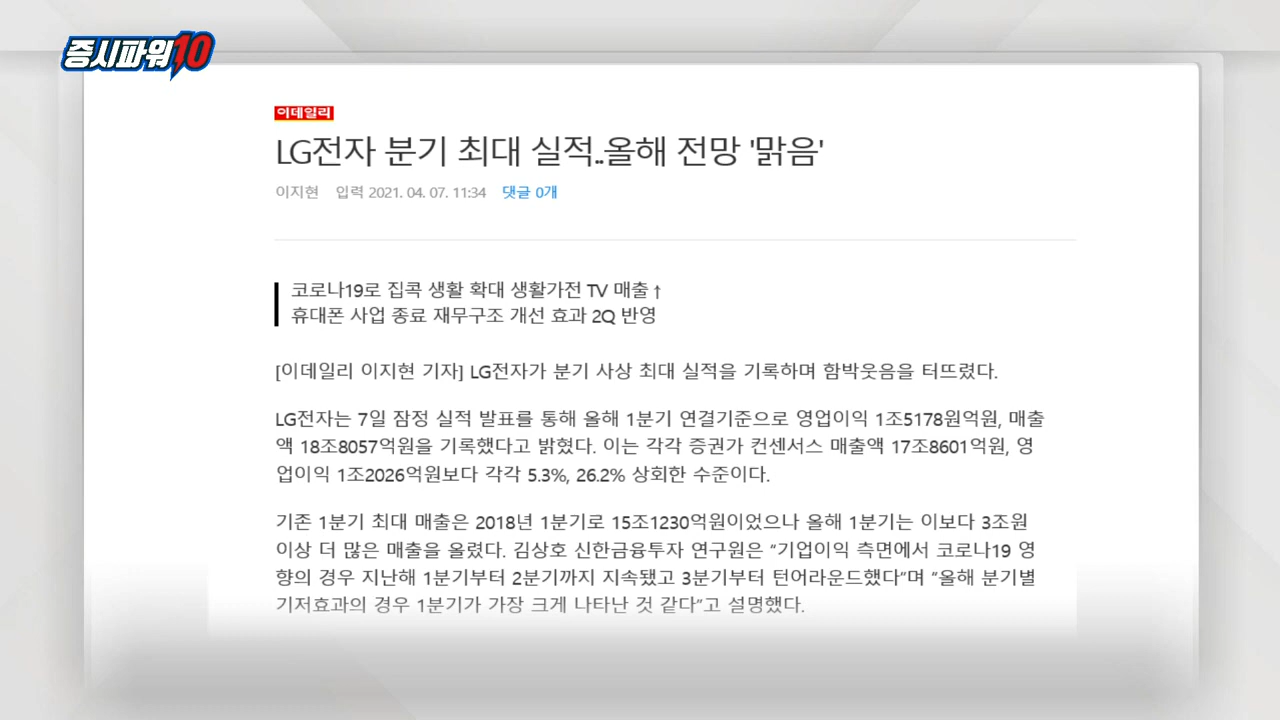 증시파워10
이데일리
LG전자 분기 최대 실적..올해 전망 '맑음'
이지현 입력 2021. 04. 07. 11:34 댓글 0개
코로나19로 집콕 생활 확대 생활가전 TV 매출↑
휴대폰 사업 종료 재무구조 개선 효과 2Q 반영
[이데일리 이지현 기자] LG전자가 분기 사상 최대 실적을 기록하며 함박웃음을 터뜨렸다.
LG전자는 7일 잠정 실적 발표를 통해 올해 1분기 연결기준으로 영업이익 1조5178원억원, 매출
액 18조8057억원을 기록했다고 밝혔다. 이는 각각 증권가 컨센서스 매출액 17조8601억원, 영
업이익 1조2026억원보다 각각 5.3%, 26.2% 상회한 수준이다.
기존 1분기 최대 매출은 2018년 1분기로 15조1230억원이었으나 올해 1분기는 이보다 3조원
이상 더 많은 매출을 올렸다. 김상호 신한금융투자 연구원은 “기업이익 측면에서 코로나19 영
향의 경우 지난해 1분기부터 2분기까지 지속됐고 3분기부터 턴어라운드했다”며 “올해 분기별
기저효과의 경우 1분기가 가장 크게 나타난 것 같다”고 설명했다.